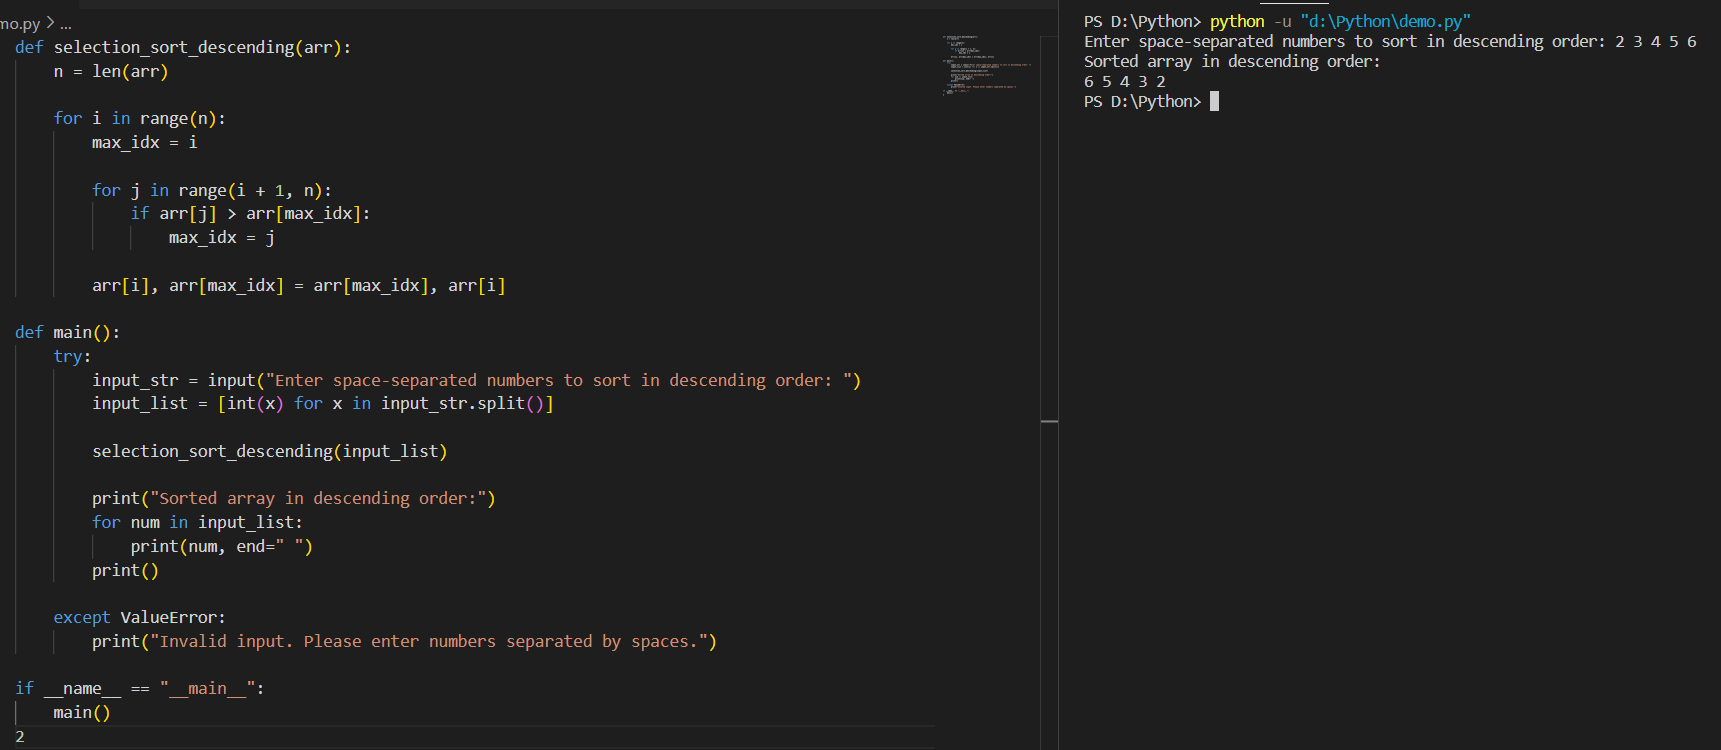 mo.py > ...
def selection_sort_descending(arr):
    n = len(arr)

    for i in range(n):
        max_idx = i

        for j in range(i + 1, n):
            if arr[j] > arr[max_idx]:
                max_idx = j

        arr[i], arr[max_idx] = arr[max_idx], arr[i]

def main():
    try:
        input_str = input("Enter space-separated numbers to sort in descending order: ")
        input_list = [int(x) for x in input_str.split()]

        selection_sort_descending(input_list)

        print("Sorted array in descending order:")
        for num in input_list:
            print(num, end=" ")
        print()

    except ValueError:
        print("Invalid input. Please enter numbers separated by spaces.")

if __name__ == "__main__":
    main()
2
PS D:\Python> python -u "d:\Python\demo.py"
Enter space-separated numbers to sort in descending order: 2 3 4 5 6
Sorted array in descending order:
6 5 4 3 2
PS D:\Python>